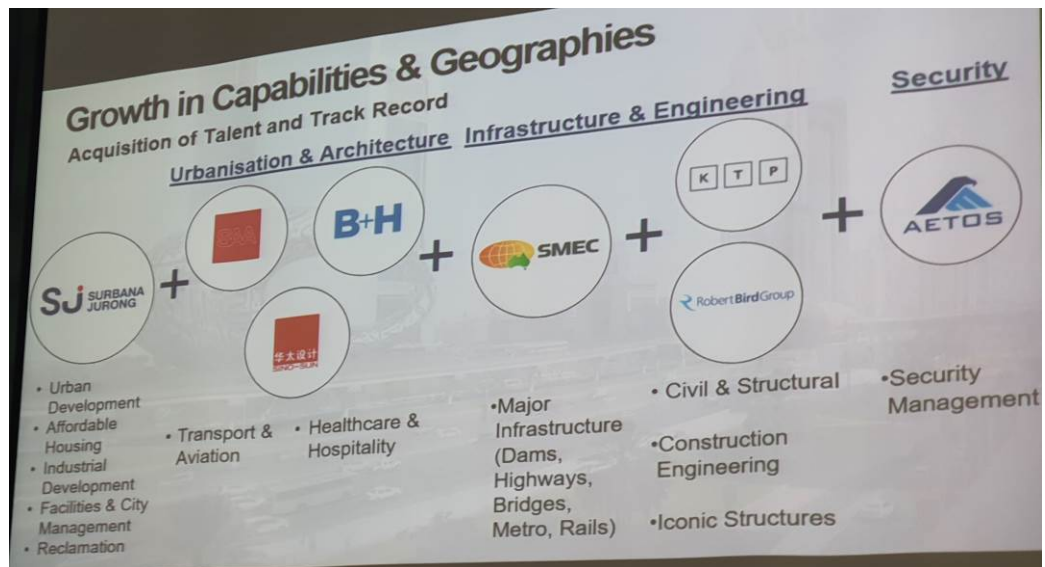 Growth in Capabilities & Geographies
Acquisition of Talent and Track Record
Urbanisation & Architecture
Infrastructure & Engineering
Security
SJ SURBANA
JURONG
+
SAA
B+H
华太设计
SINO-SUN
+
SMEC
+
K T P
Robert Bird Group
+
AETOS
• Urban
Development
• Affordable
Housing
• Industrial
Development
• Facilities & City
Management
• Reclamation
• Transport &
Aviation
• Healthcare &
Hospitality
•Major
Infrastructure
(Dams,
Highways,
Bridges,
Metro, Rails)
• Civil & Structural
•Construction
Engineering
•Iconic Structures
•Security
Management